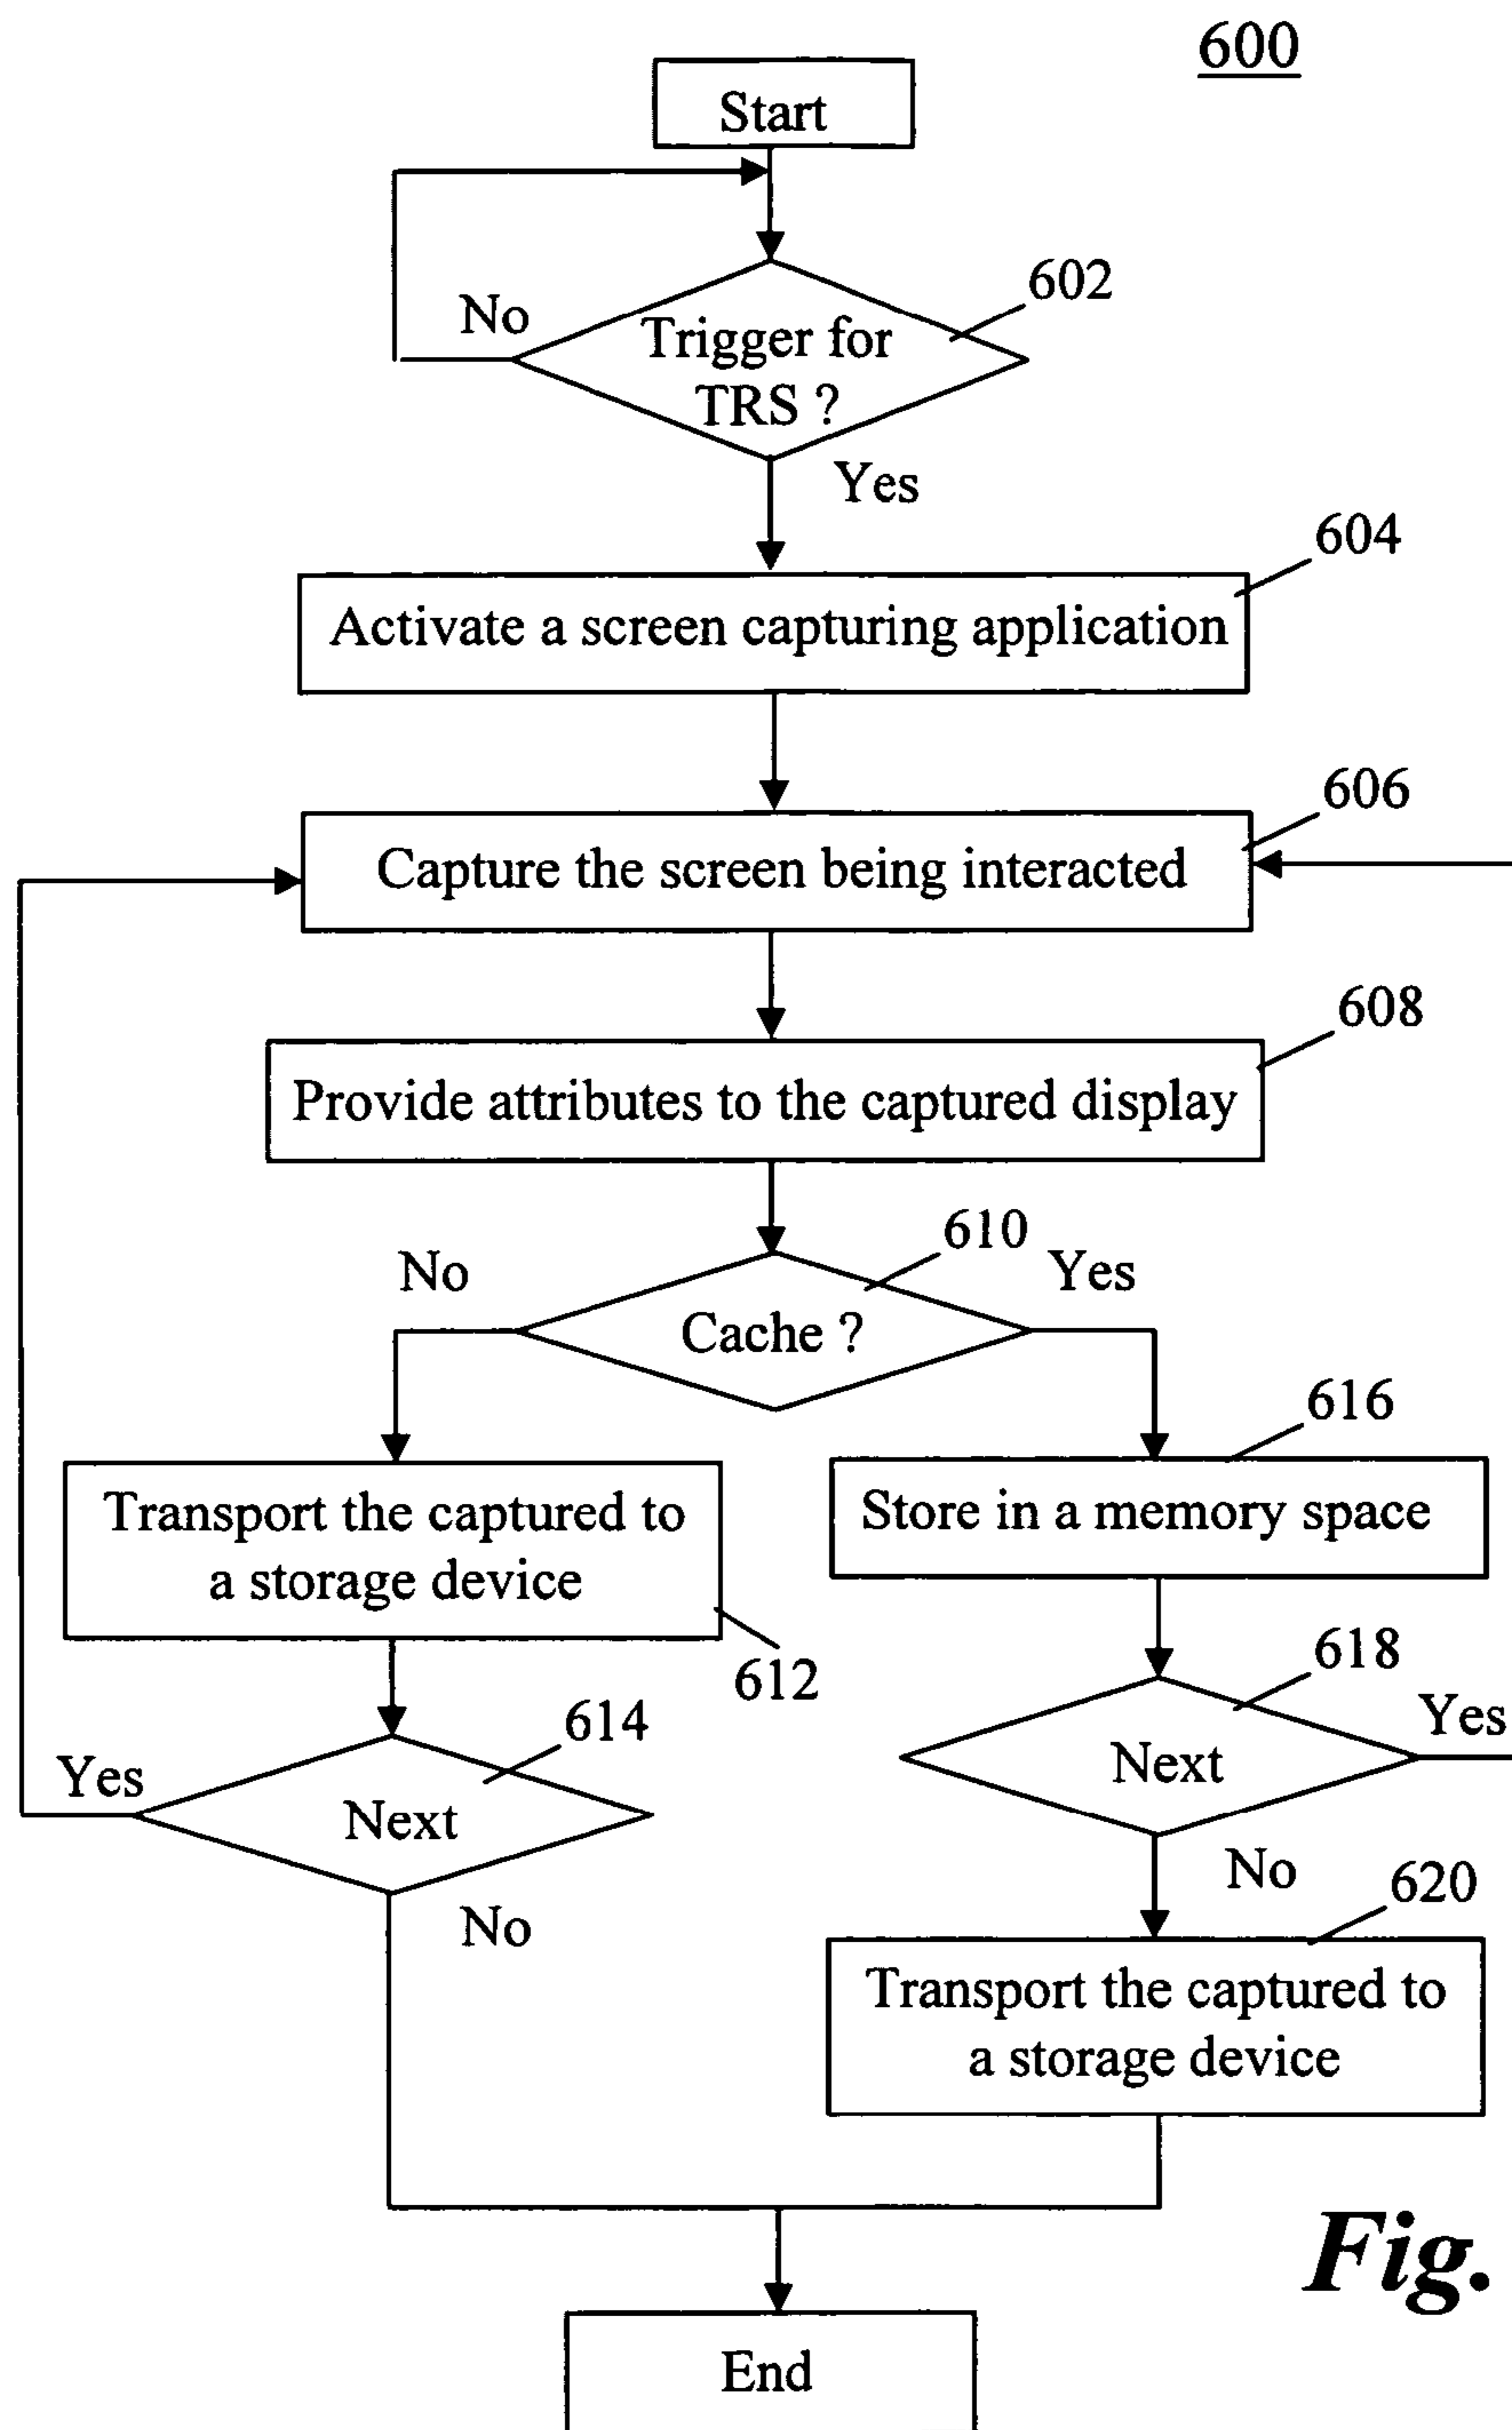 600
Start
602
No
Trigger for
TRS ?
Yes
604
Activate a screen capturing application
606
Capture the screen being interacted
608
Provide attributes to the captured display
610
No
Yes
Cache ?
616
Transport the captured to
a storage device
612
Store in a memory space
618
Yes
Next
614
Yes
Next
No
No
620
Transport the captured to
a storage device
Fig.
End